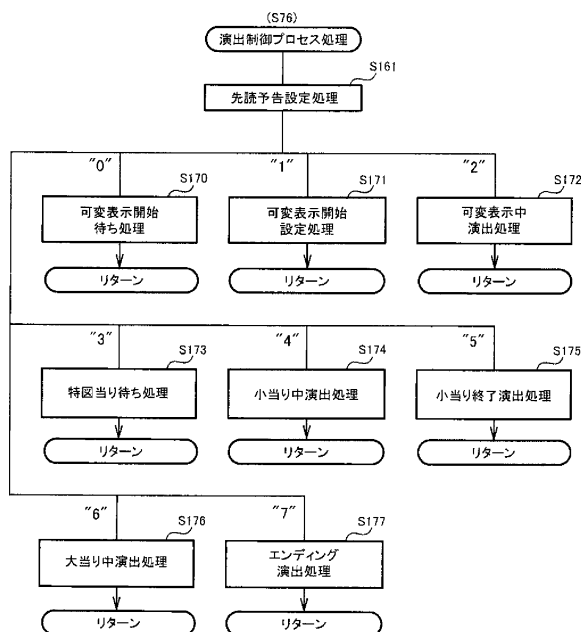 (S76)
演出制御プロセス処理
S161
先読予告設定処理
"0"
"1"
"2"
S170
S171
S172
可変表示開始
待ち処理
可変表示開始
設定処理
可変表示中
演出処理
リターン
リターン
リターン
"3"
"4"
"5"
S173
S174
S175
特図当り待ち処理
小当り中演出処理
小当り終了演出処理
リターン
リターン
リターン
"6"
"7"
S176
S177
大当り中演出処理
エンディング
演出処理
リターン
リターン